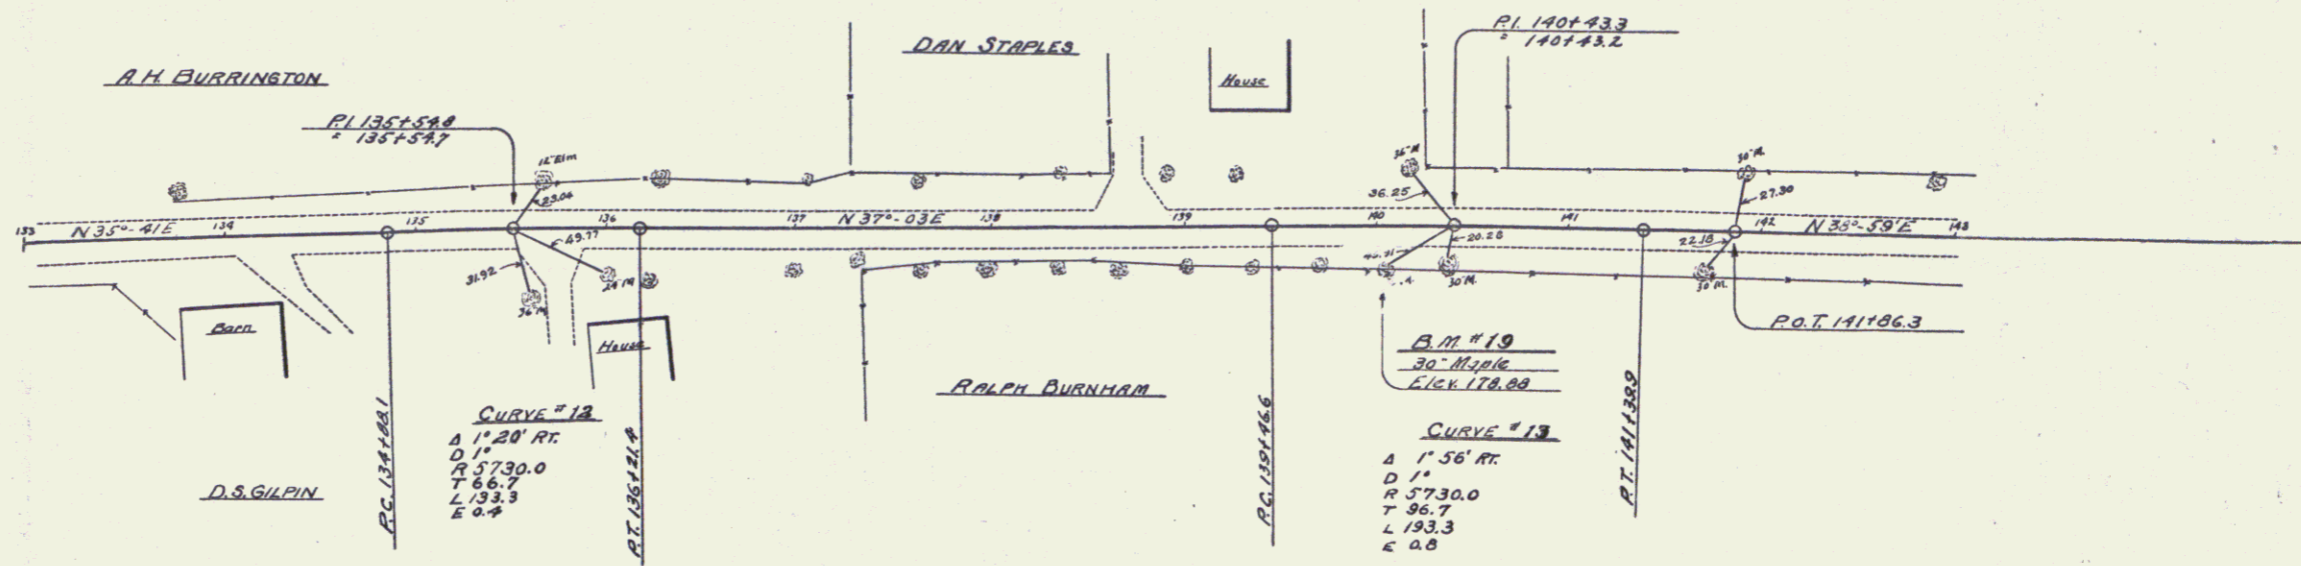 A.H. BURRINGTON
DAN STAPLES
House
P.I. 140+43.3
= 140+43.2
P.I. 135+54.8
= 135+54.7
12" Elm
36" M.
30" M.
23.04
36.25
27.30
133
N 35°-41'E
134
135
136
137
N 37°-03'E
138
139
140
141
142
N 38°-59'E
143
49.77
20.28
22.18
31.92
24" M
36" M
30" M.
30" M.
Barn
House
P.O.T. 141+86.3
B.M. #19
30" Maple
Elev. 178.88
RALPH BURNHAM
D.S. GILPIN
P.C. 134+88.1
CURVE #12
Δ 1° 20' RT.
D 1°
R 5730.0
T 66.7
L 133.3
E 0.4
P.T. 136+21.4
P.C. 139+46.6
CURVE #13
Δ 1° 56' RT.
D 1°
R 5730.0
T 96.7
L 193.3
E 0.8
P.T. 141+39.9